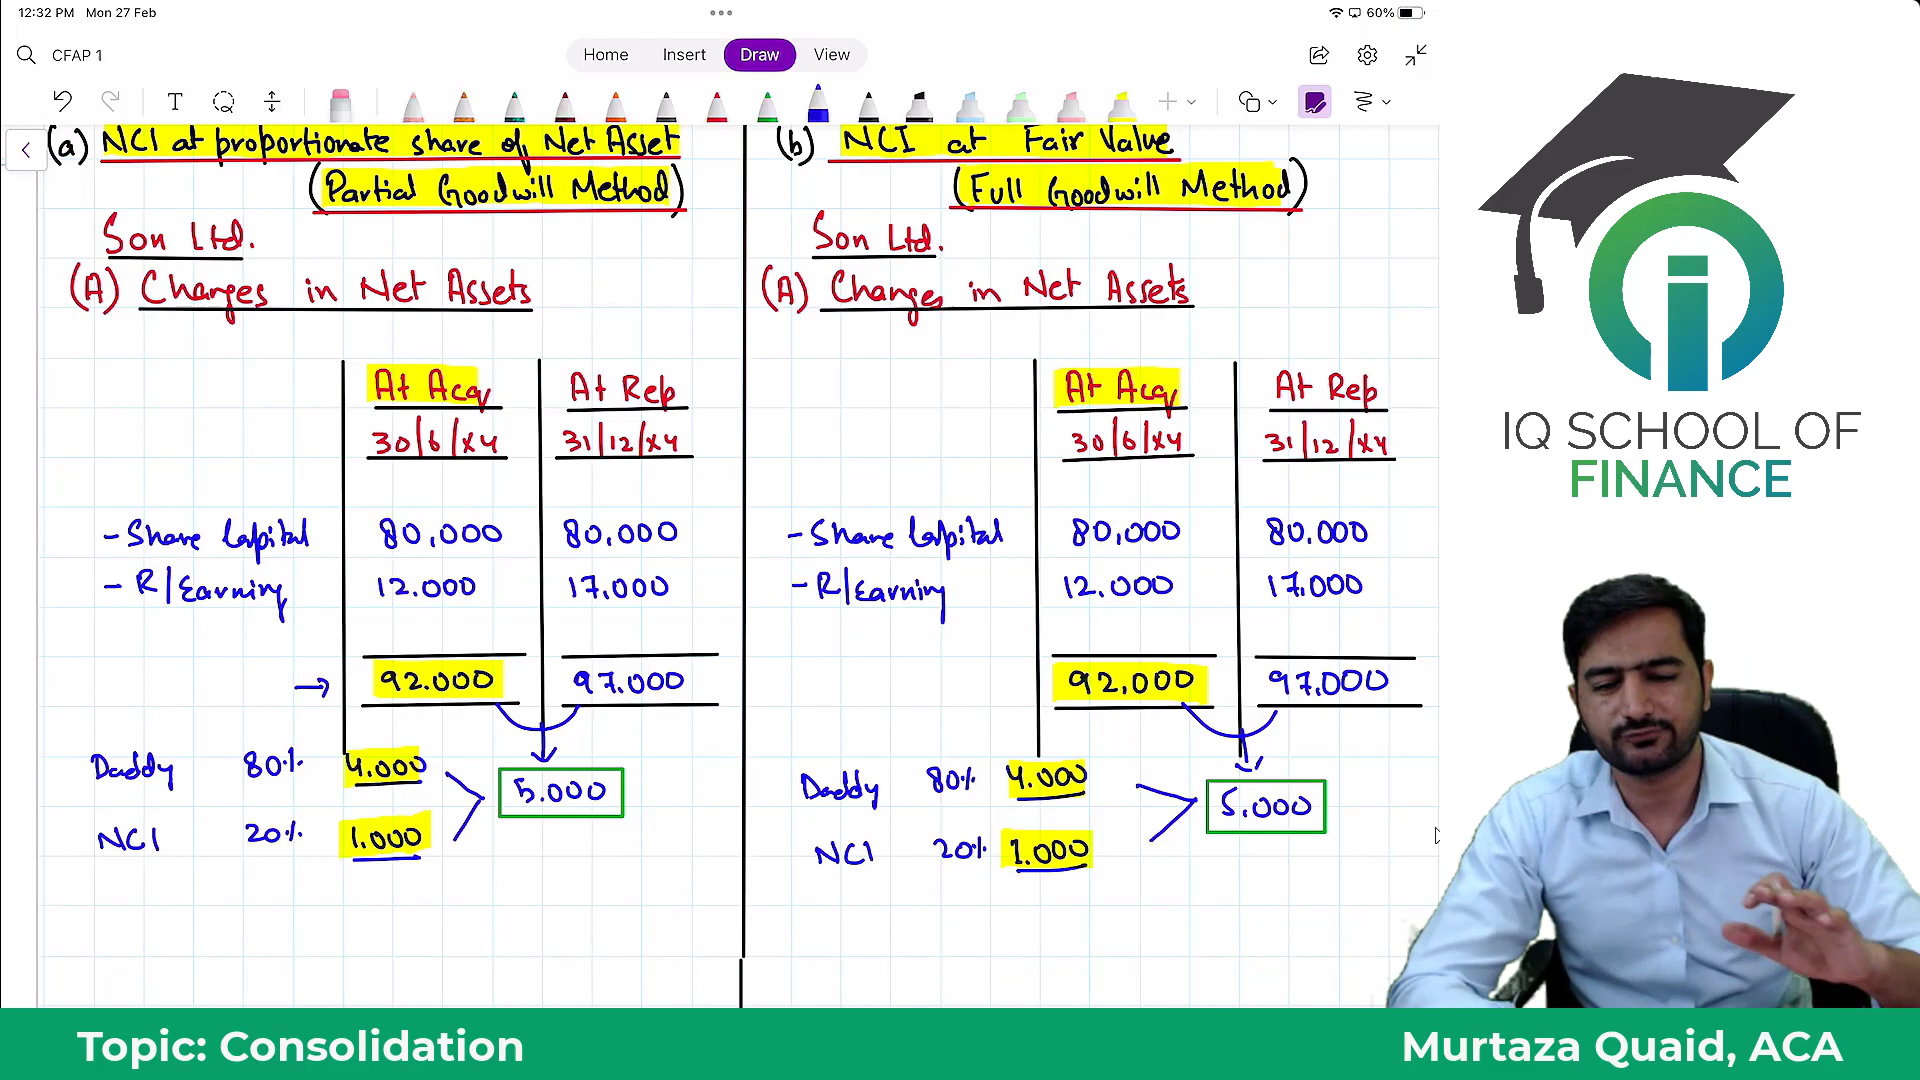 12:32 PM Mon 27 Feb
60%
CFAP 1
Home Insert Draw View
T
(a) NCI at proportionate share of Net Asset
(Partial Goodwill Method)
Son Ltd.
(A) Changes in Net Assets
At Acq At Rep
30/6/x4 31/12/x4
- Share Capital 80,000 80,000
- R/Earning 12.000 17,000
→ 92.000 97.000
Daddy 80% 4.000
5.000
NCI 20% 1.000
(b) NCI at Fair Value
(Full Goodwill Method)
Son Ltd.
(A) Changes in Net Assets
At Acq At Rep
30/6/x4 31/12/x4
- Share Capital 80,000 80.000
- R/Earning 12.000 17,000
92,000 97,000
Daddy 80% 4.000
5,000
NCI 20% 1.000
IQ SCHOOL OF
FINANCE
Topic: Consolidation
Murtaza Quaid, ACA